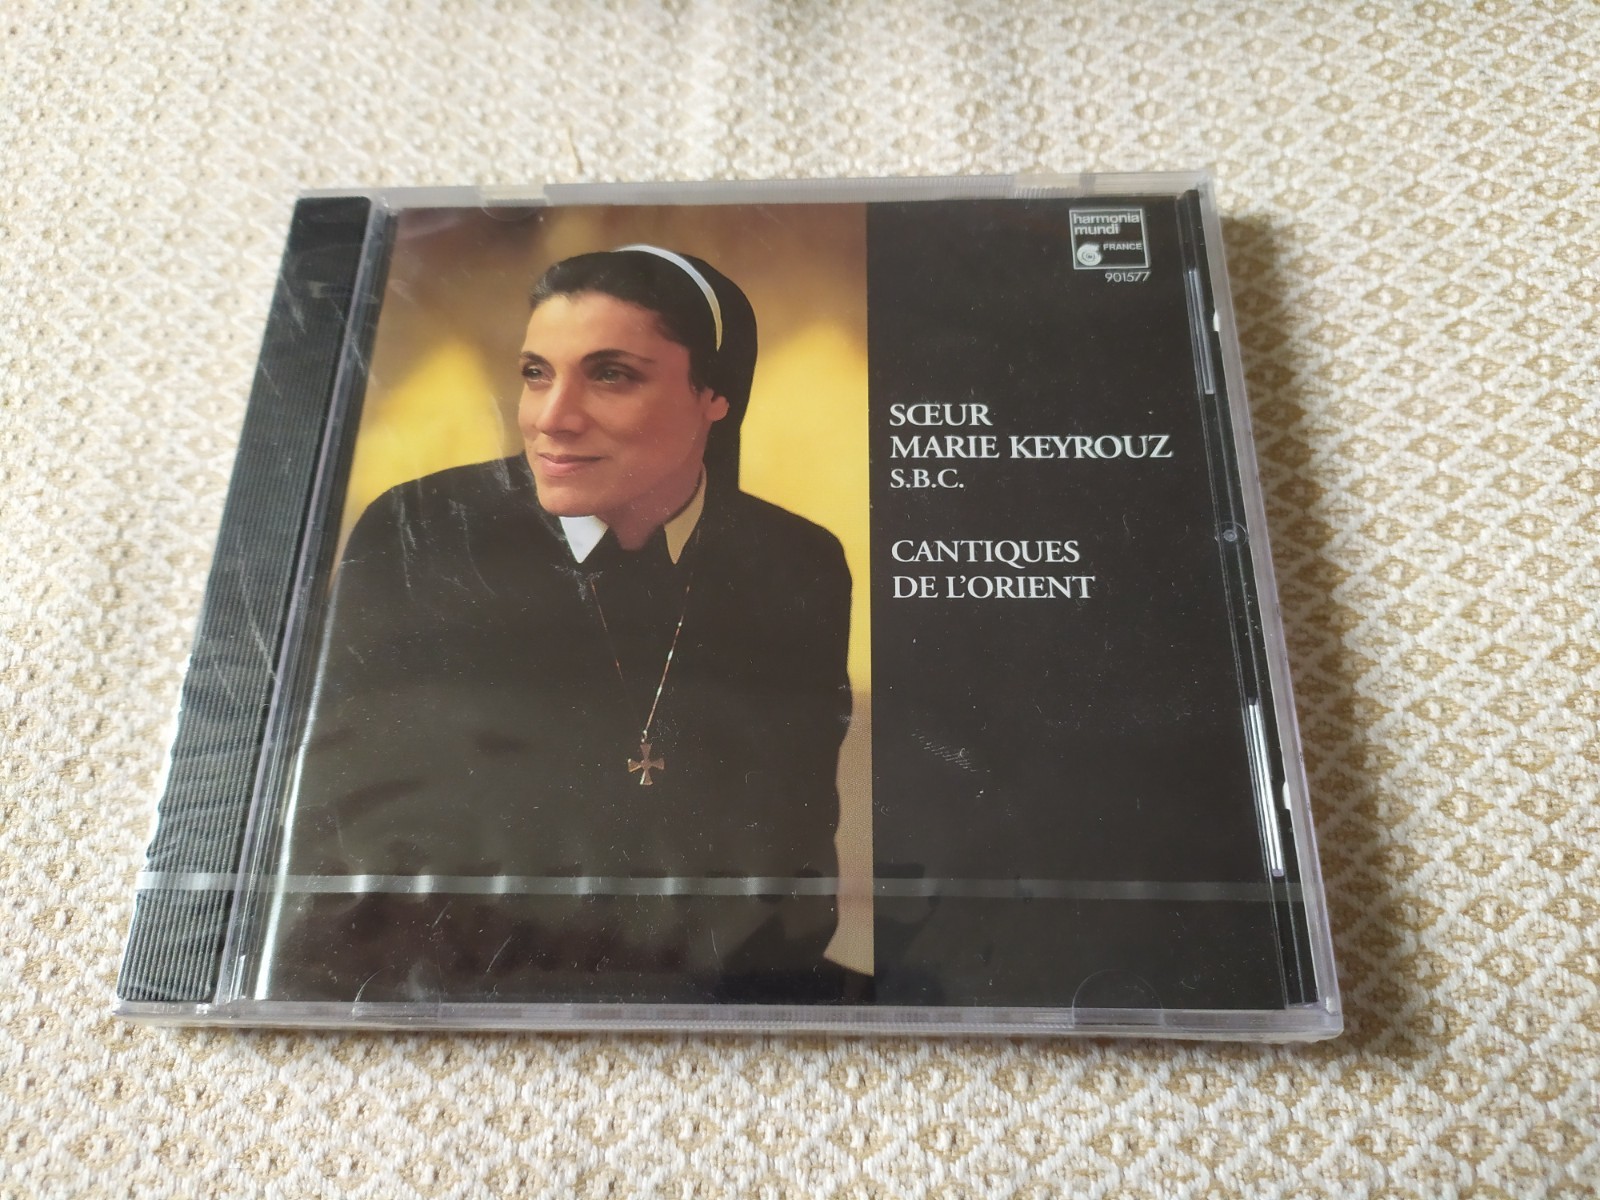 harmonia
mundi
FRANCE
901577
SŒUR
MARIE KEYROUZ
S.B.C.
CANTIQUES
DE L'ORIENT